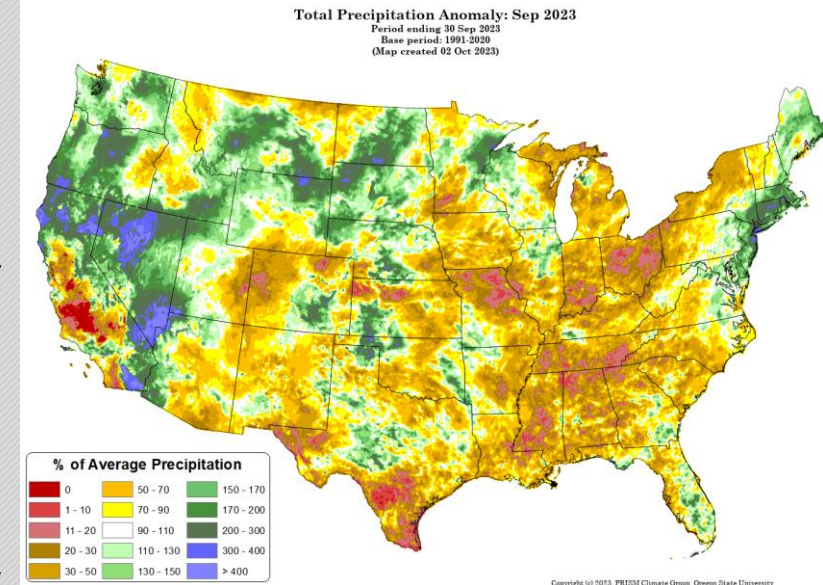 Total Precipitation Anomaly: Sep 2023
Period ending 30 Sep 2023
Base period: 1991-2020
(Map created 02 Oct 2023)
% of Average Precipitation
0 50 - 70 150 - 170
1 - 10 70 - 90 170 - 200
11 - 20 90 - 110 200 - 300
20 - 30 110 - 130 300 - 400
30 - 50 130 - 150 > 400
Copyright (c) 2023, PRISM Climate Group, Oregon State University